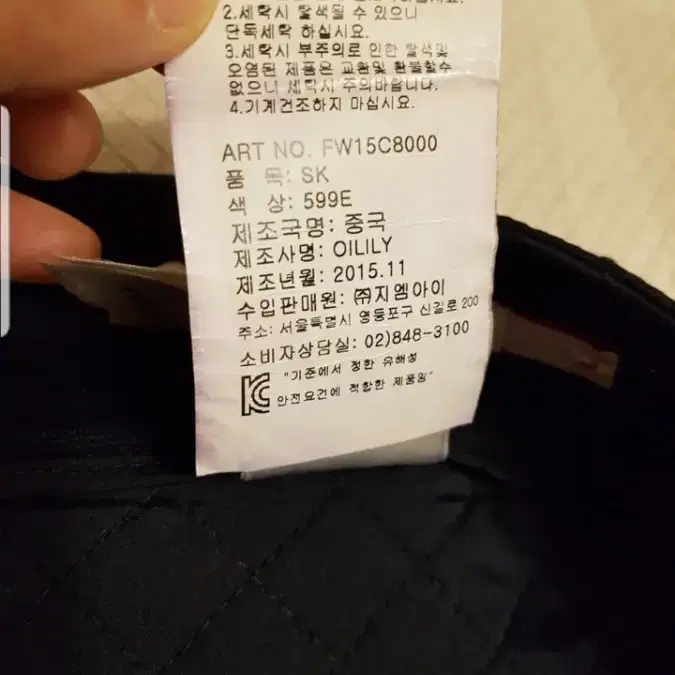 2.세탁시 탈색될 수 있으니
단독세탁 하십시요.
3.세탁시 부주의로 인한 탈색및
오염된 제품은 교환및 환불할수
없으니 세탁시 주의바랍니다.
4.기계건조하지 마십시요.
ART NO. FW15C8000
품 목: SK
색 상: 599E
제조국명: 중국
제조사명: OILILY
제조년월: 2015.11
수입판매원: ㈜지엠아이
주소: 서울특별시 영등포구 신길로 200
소비자상담실: 02)848-3100
"기준에서 정한 유해성
안전요건에 적합한 제품임"